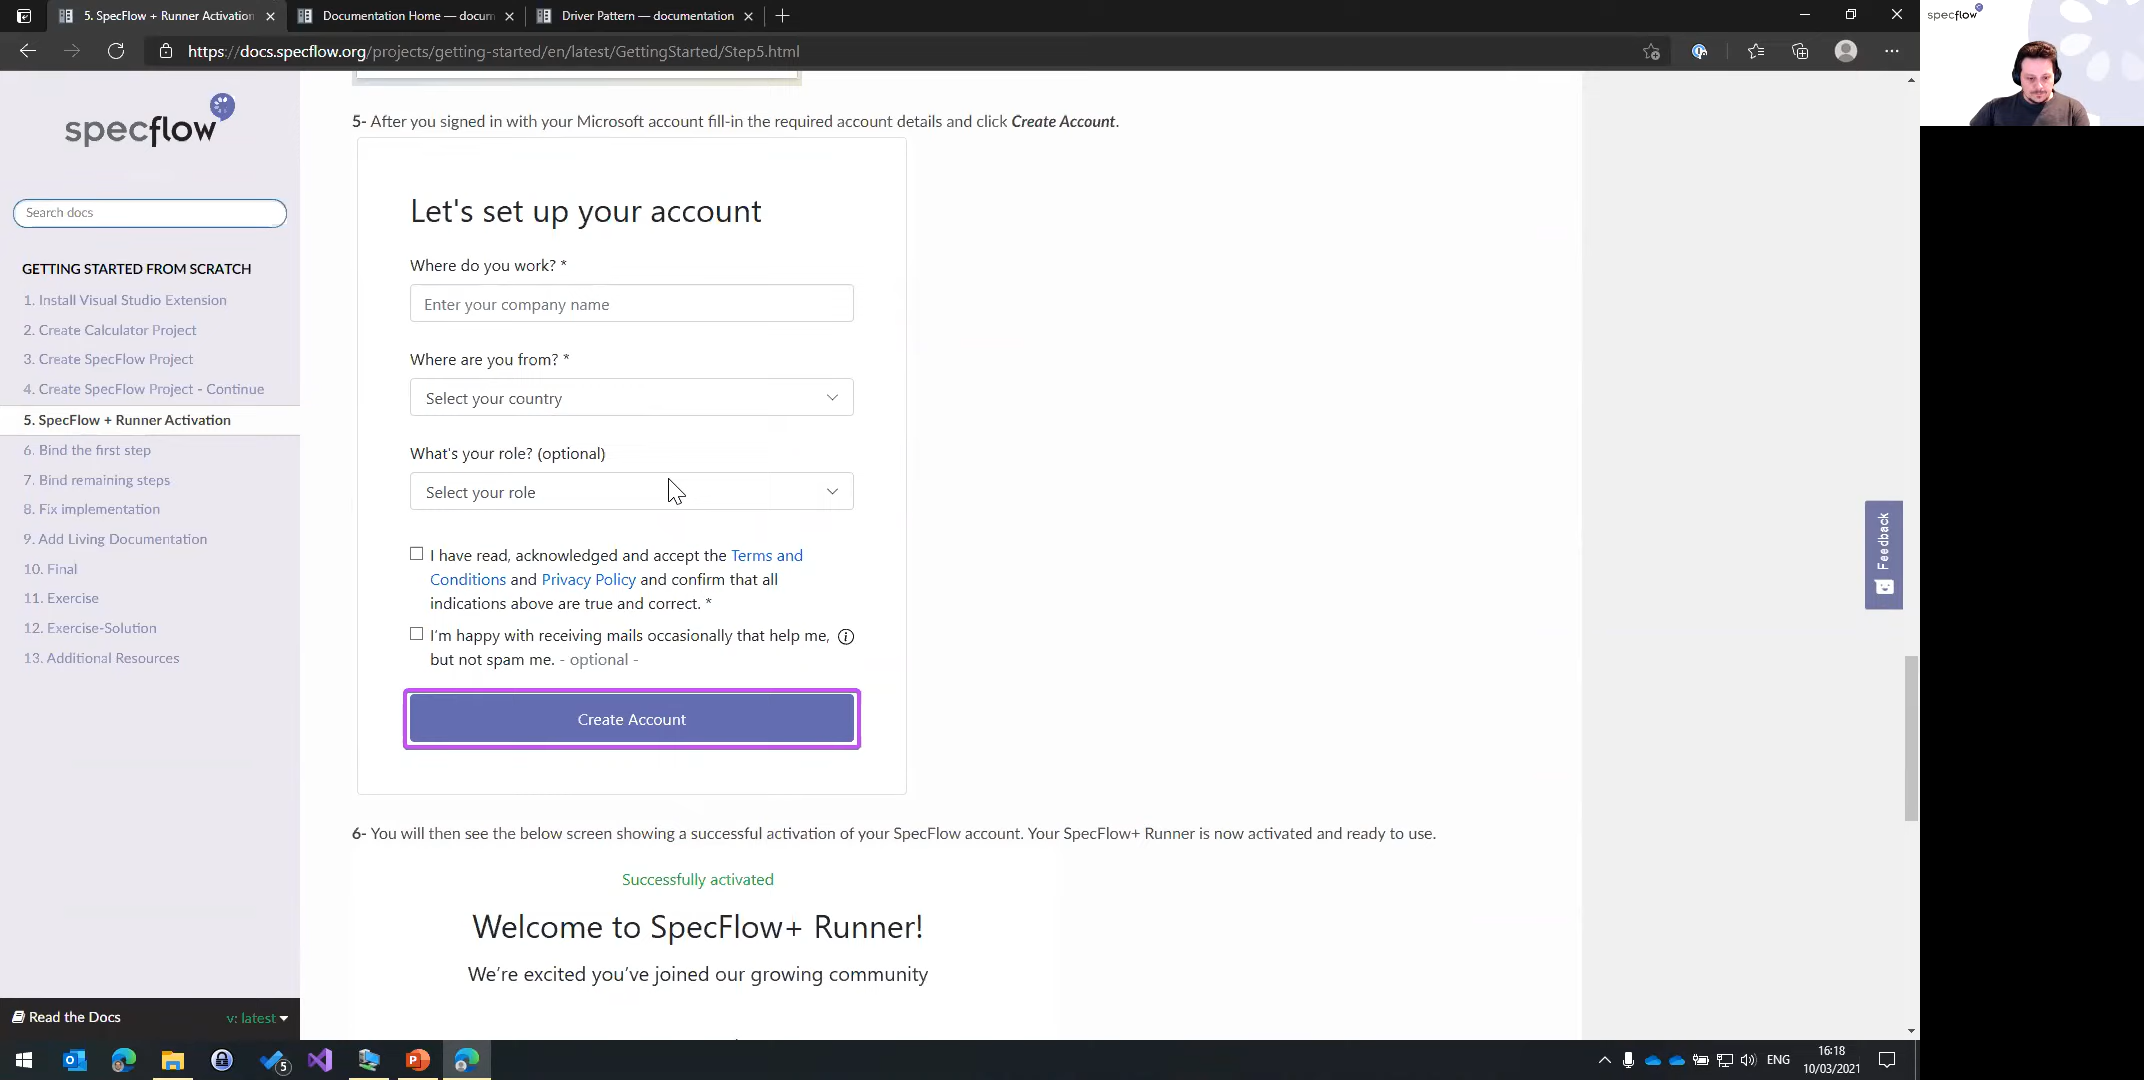 5. SpecFlow + Runner Activation
Documentation Home — docum
Driver Pattern — documentation
https://docs.specflow.org/projects/getting-started/en/latest/GettingStarted/Step5.html
specflow
specflow
Search docs
GETTING STARTED FROM SCRATCH
1. Install Visual Studio Extension
2. Create Calculator Project
3. Create SpecFlow Project
4. Create SpecFlow Project - Continue
5. SpecFlow + Runner Activation
6. Bind the first step
7. Bind remaining steps
8. Fix implementation
9. Add Living Documentation
10. Final
11. Exercise
12. Exercise-Solution
13. Additional Resources
Read the Docs
v: latest
5- After you signed in with your Microsoft account fill-in the required account details and click Create Account.
Let's set up your account
Where do you work? *
Enter your company name
Where are you from? *
Select your country
What's your role? (optional)
Select your role
I have read, acknowledged and accept the Terms and
Conditions and Privacy Policy and confirm that all
indications above are true and correct. *
I'm happy with receiving mails occasionally that help me,
but not spam me. - optional -
Create Account
6- You will then see the below screen showing a successful activation of your SpecFlow account. Your SpecFlow+ Runner is now activated and ready to use.
Successfully activated
Welcome to SpecFlow+ Runner!
We're excited you've joined our growing community
Feedback
5
ENG
16:18
10/03/2021